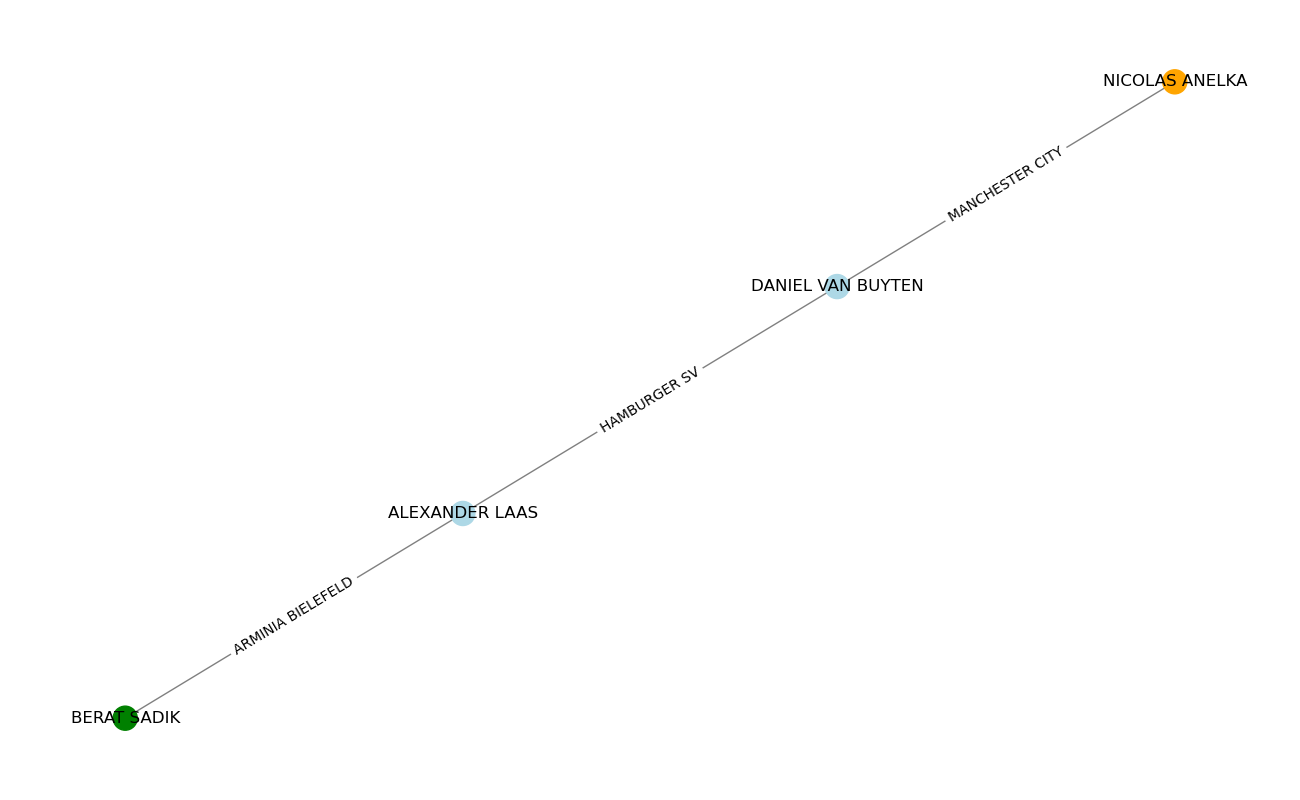 NICOLAS ANELKA
MANCHESTER CITY
DANIEL VAN BUYTEN
HAMBURGER SV
ALEXANDER LAAS
ARMINIA BIELEFELD
BERAT SADIK